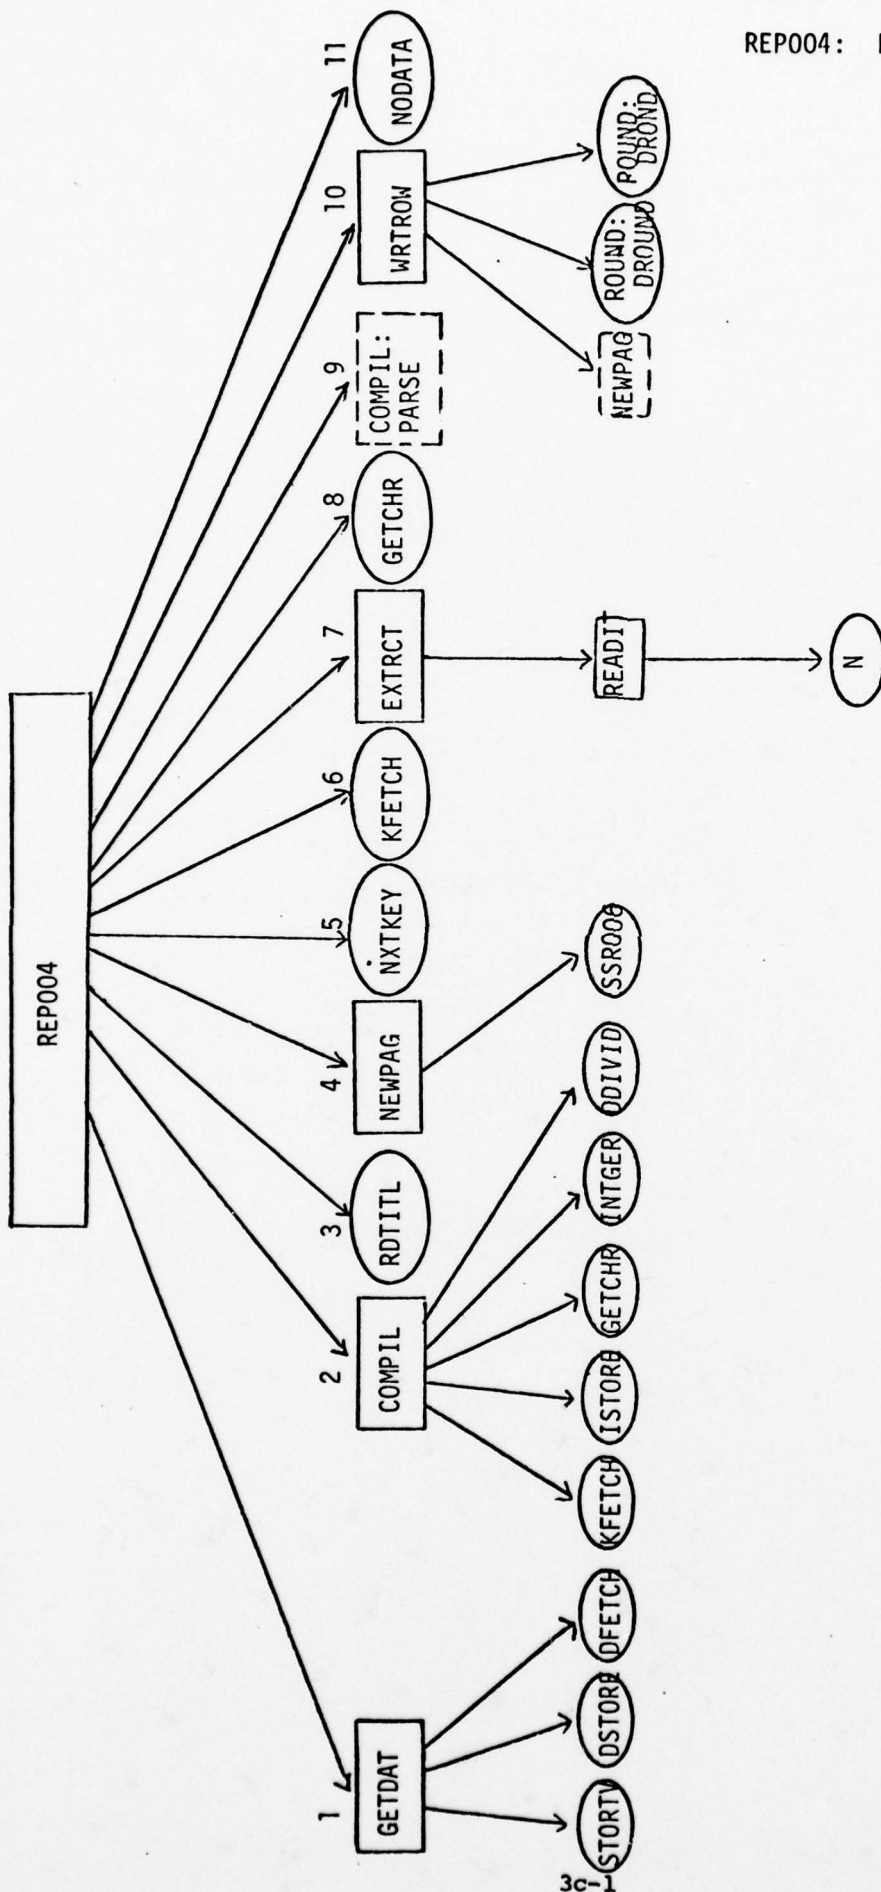 REP004:
REP004
1
GETDAT
2
COMPIL
3
RDTITL
4
NEWPAG
5
NXTKEY
6
KFETCH
7
EXTRCT
8
GETCHR
9
COMPIL:
PARSE
10
WRTROW
11
NODATA
STORTV
DSTORE
DFETCH
KFETCH
ISTORE
GETCHR
INTGER
DDIVID
SSR006
READIT
NEWPAG
ROUND:
DROUND
ROUND:
DROND
N
3c-1